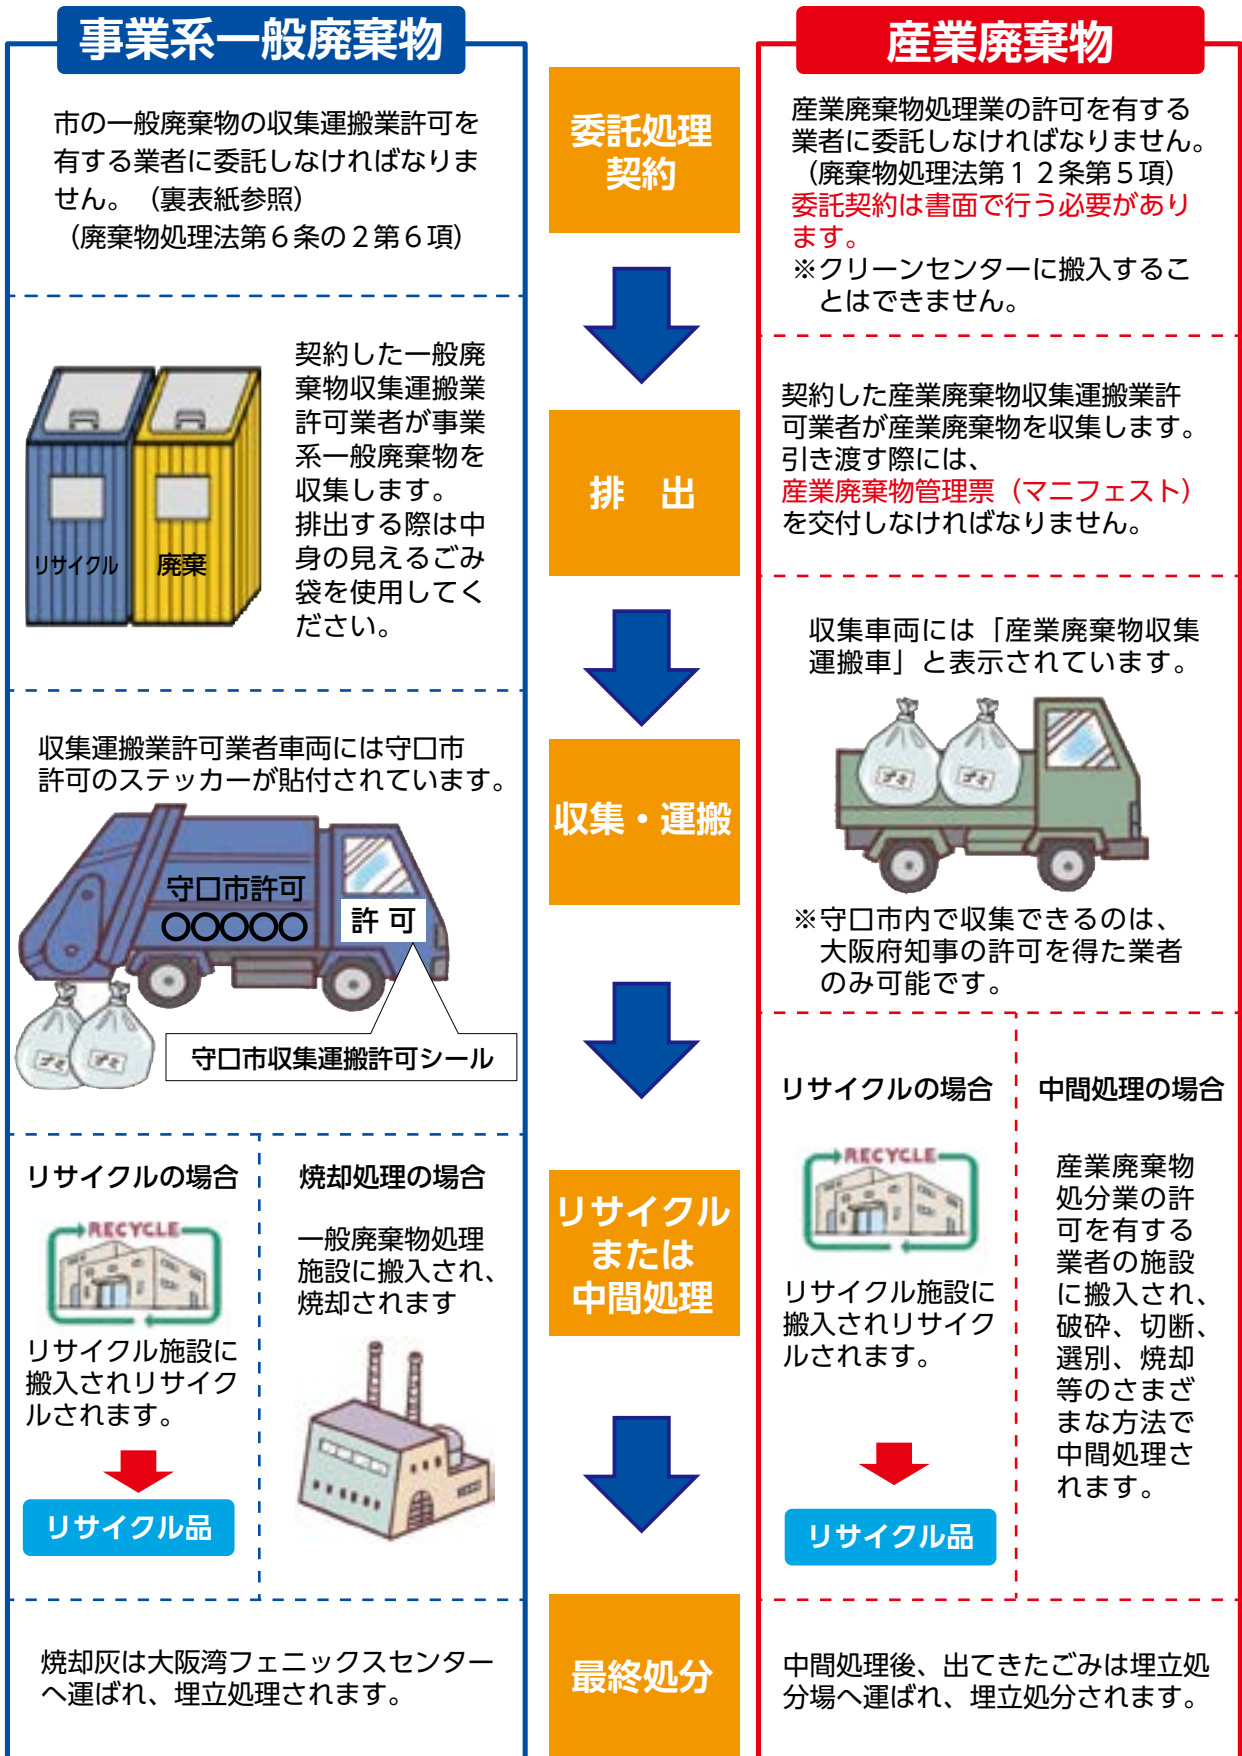 事業系一般廃棄物
市の一般廃棄物の収集運搬業許可を
有する業者に委託しなければなりま
せん。（裏表紙参照）
（廃棄物処理法第６条の２第６項）
契約した一般廃
棄物収集運搬業
許可業者が事業
系一般廃棄物を
収集します。
排出する際は中
身の見えるごみ
袋を使用してく
ださい。
リサイクル
廃棄
収集運搬業許可業者車両には守口市
許可のステッカーが貼付されています。
守口市許可
〇〇〇〇〇
許 可
ゴミ
ゴミ
守口市収集運搬許可シール
リサイクルの場合
RECYCLE
リサイクル施設に
搬入されリサイク
ルされます。
リサイクル品
焼却処理の場合
一般廃棄物処理
施設に搬入され、
焼却されます
焼却灰は大阪湾フェニックスセンター
へ運ばれ、埋立処理されます。
委託処理
契約
排　出
収集・運搬
リサイクル
または
中間処理
最終処分
産業廃棄物
産業廃棄物処理業の許可を有する
業者に委託しなければなりません。
（廃棄物処理法第１２条第５項）
委託契約は書面で行う必要があり
ます。
※クリーンセンターに搬入するこ
とはできません。
契約した産業廃棄物収集運搬業許
可業者が産業廃棄物を収集します。
引き渡す際には、
産業廃棄物管理票（マニフェスト）
を交付しなければなりません。
収集車両には「産業廃棄物収集
運搬車」と表示されています。
ゴミ
ゴミ
※守口市内で収集できるのは、
大阪府知事の許可を得た業者
のみ可能です。
リサイクルの場合
RECYCLE
リサイクル施設に
搬入されリサイク
ルされます。
リサイクル品
中間処理の場合
産業廃棄物
処分業の許
可を有する
業者の施設
に搬入され、
破砕、切断、
選別、焼却
等のさまざ
まな方法で
中間処理さ
れます。
中間処理後、出てきたごみは埋立処
分場へ運ばれ、埋立処分されます。